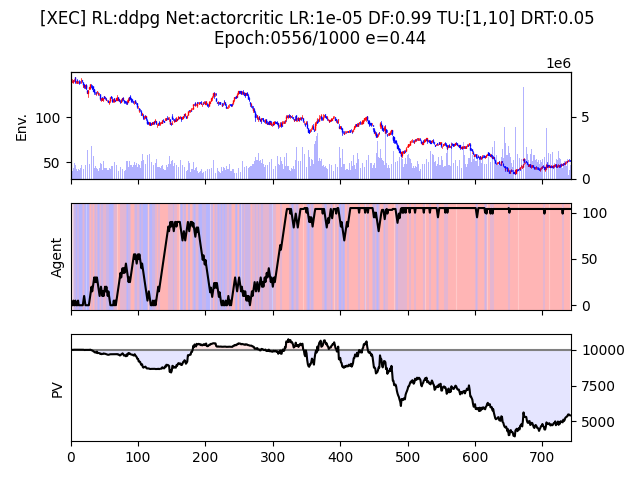 [XEC] RL:ddpg Net:actorcritic LR:1e-05 DF:0.99 TU:[1,10] DRT:0.05
Epoch:0556/1000 e=0.44
1e6
Env.
100
50
5
0
Agent
100
50
0
PV
10000
7500
5000
0 100 200 300 400 500 600 700